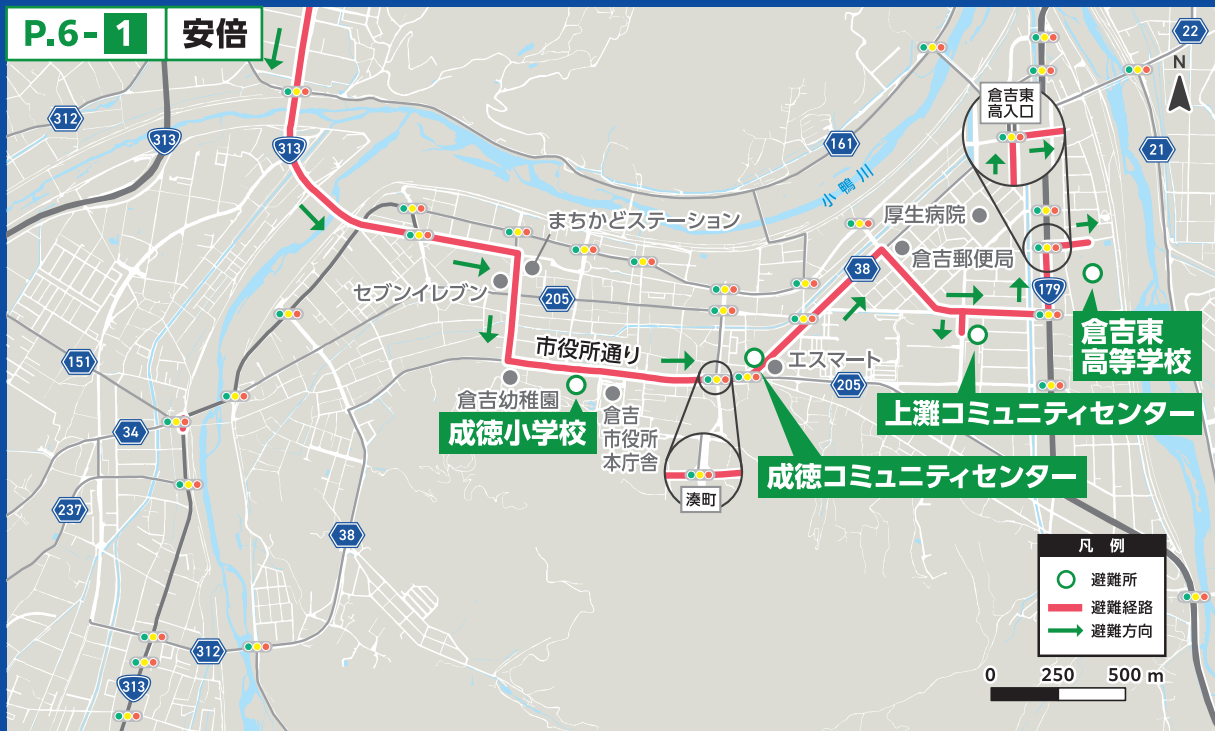 P.6-1 安倍
22
N
312
313
313
161
小鴨川
倉吉東
高入口
21
まちかどステーション
厚生病院
倉吉郵便局
セブンイレブン
205
38
179
市役所通り
エスマート
倉吉東
高等学校
151
205
倉吉幼稚園
成徳小学校
倉吉
市役所
本庁舎
上灘コミュニティセンター
34
成徳コミュニティセンター
湊町
237
38
凡例
避難所
避難経路
避難方向
312
313
0 250 500 m